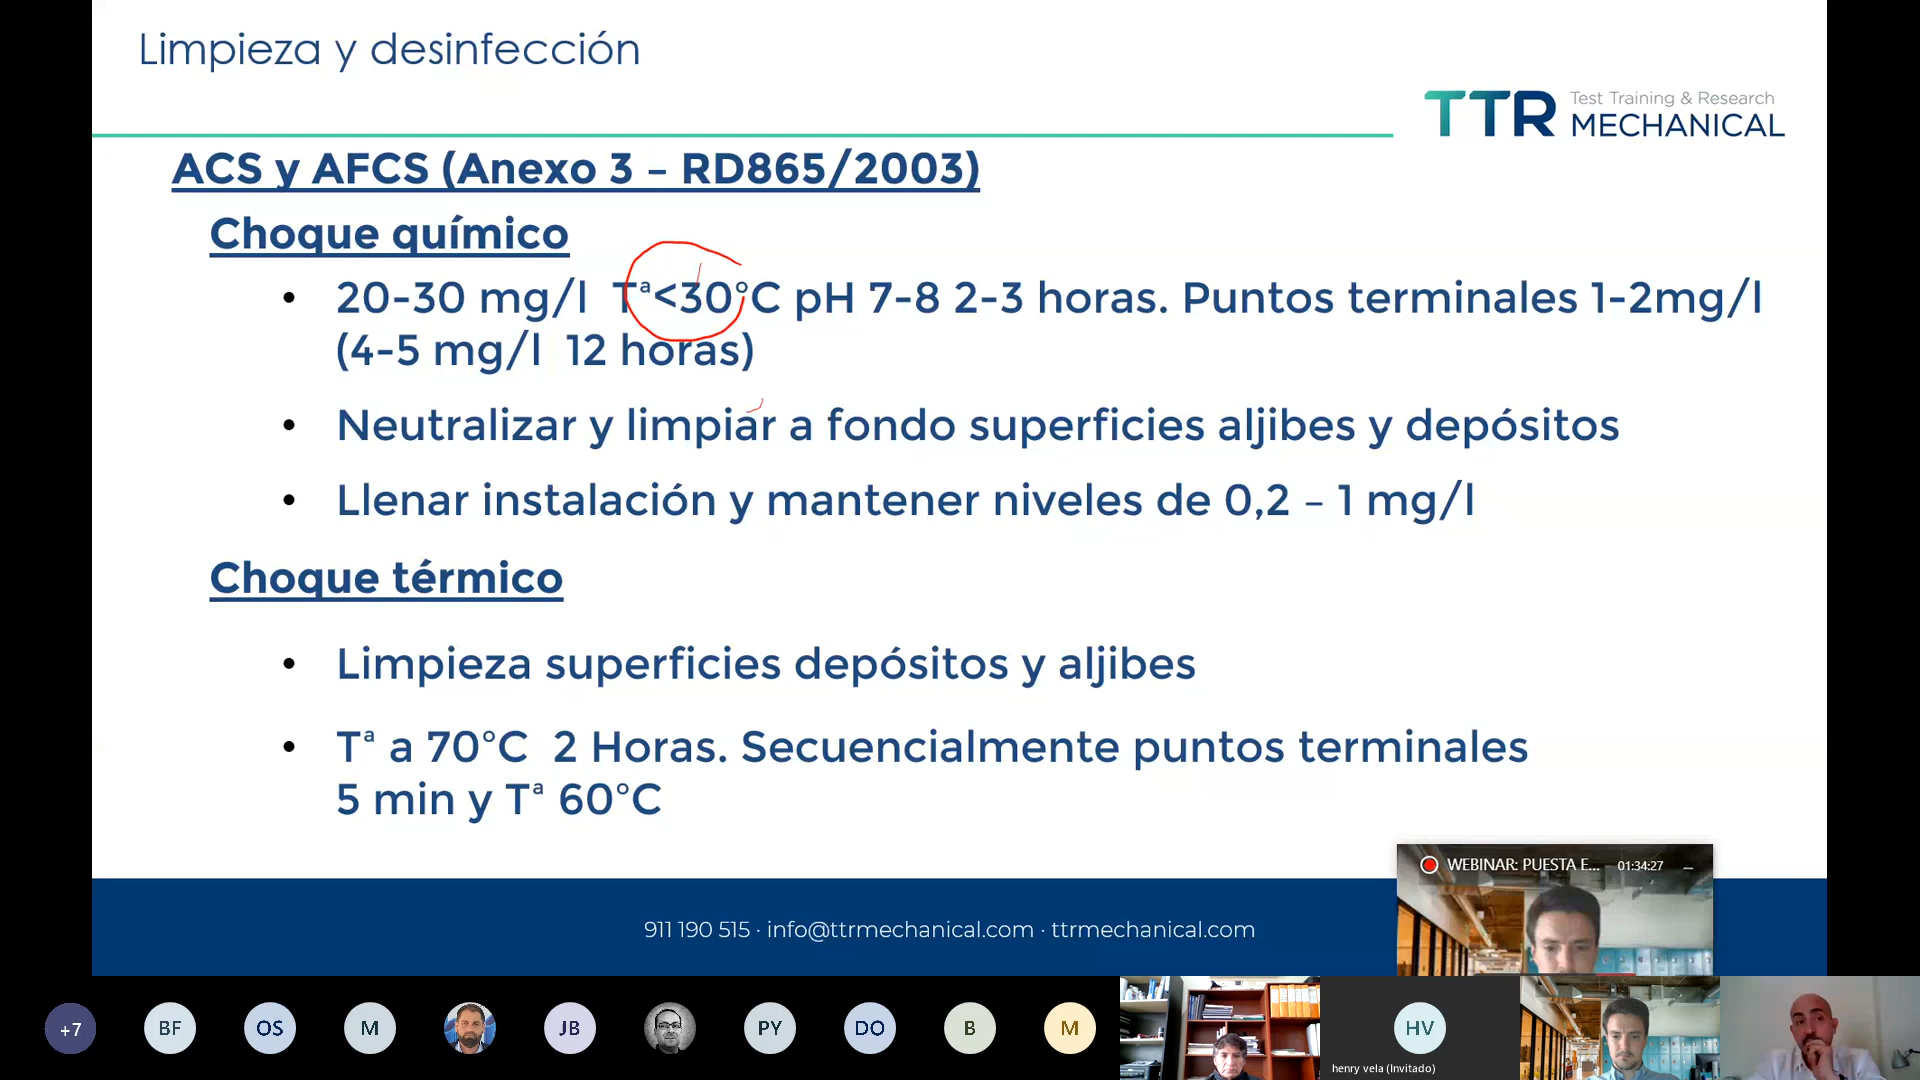 Limpieza y desinfección
TTR Test Training & Research
MECHANICAL
ACS y AFCS (Anexo 3 – RD865/2003)
Choque químico
• 20-30 mg/l Tª<30°C pH 7-8 2-3 horas. Puntos terminales 1-2mg/l
(4-5 mg/l 12 horas)
• Neutralizar y limpiar a fondo superficies aljibes y depósitos
• Llenar instalación y mantener niveles de 0,2 – 1 mg/l
Choque térmico
• Limpieza superficies depósitos y aljibes
• Tª a 70°C 2 Horas. Secuencialmente puntos terminales
5 min y Tª 60°C
WEBINAR: PUESTA E... 01:34:27
911 190 515 · info@ttrmechanical.com · ttrmechanical.com
+7 BF OS M JB PY DO B M HV
henry vela (Invitado)